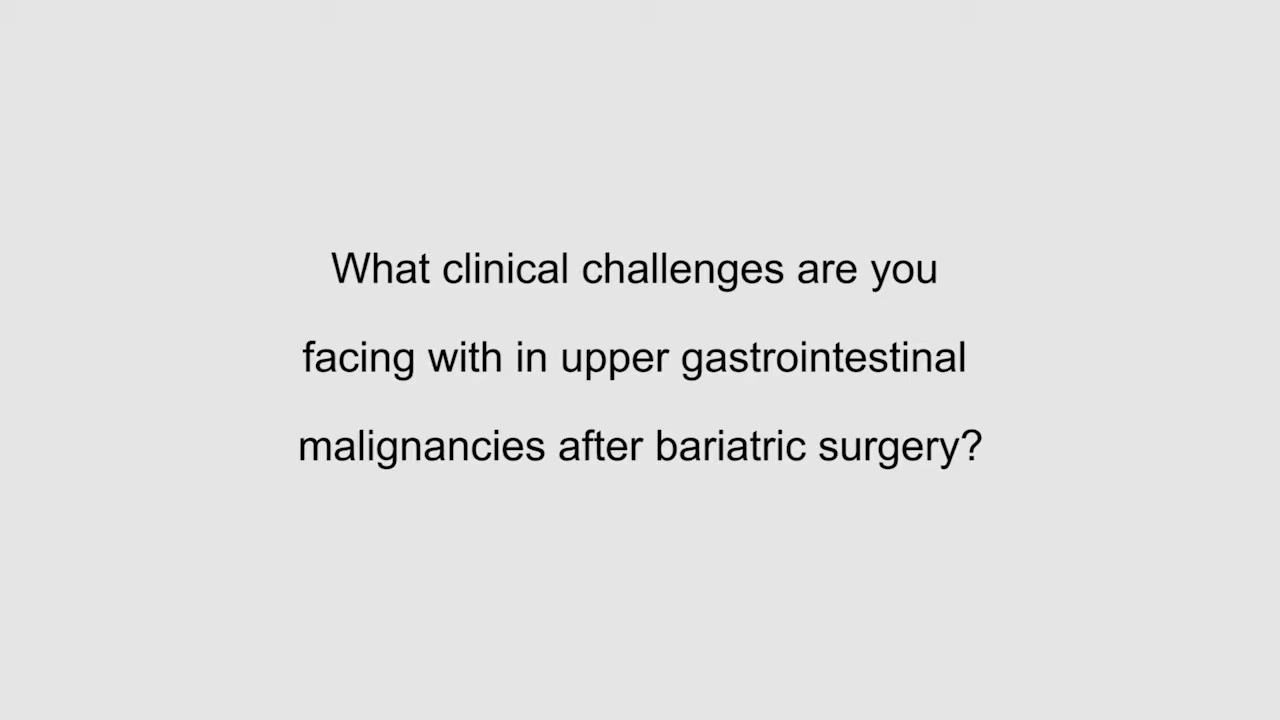 What clinical challenges are you
facing with in upper gastrointestinal
malignancies after bariatric surgery?